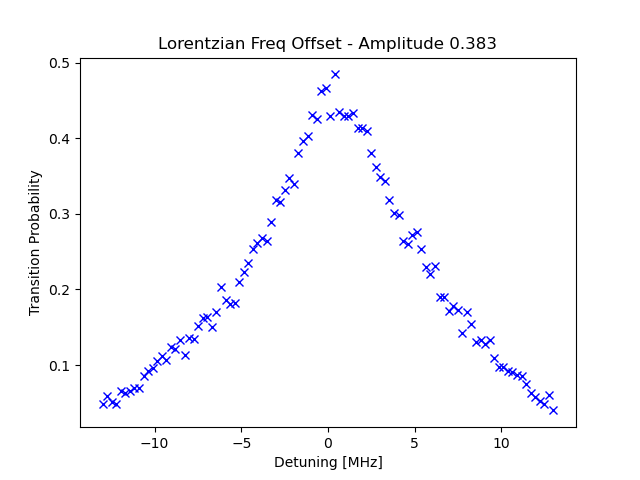 Lorentzian Freq Offset - Amplitude 0.383
0.5
0.4
0.3
0.2
0.1
Transition Probability
−10 −5 0 5 10
Detuning [MHz]